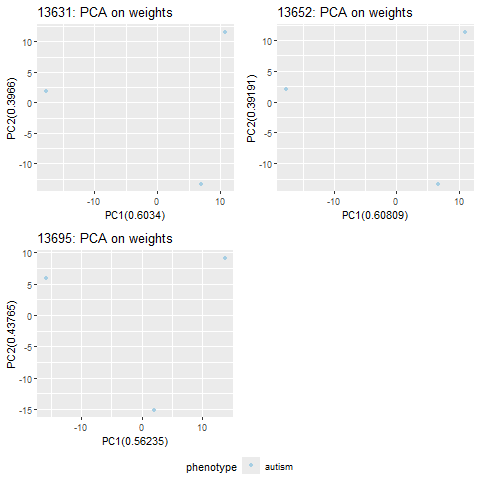 13631: PCA on weights
10
5
0
-5
-10
PC2(0.3966)
-10 0 10
PC1(0.6034)
13652: PCA on weights
10
5
0
-5
-10
PC2(0.39191)
-10 0 10
PC1(0.60809)
13695: PCA on weights
10
5
0
-5
-10
-15
PC2(0.43765)
-10 0 10
PC1(0.56235)
phenotype autism